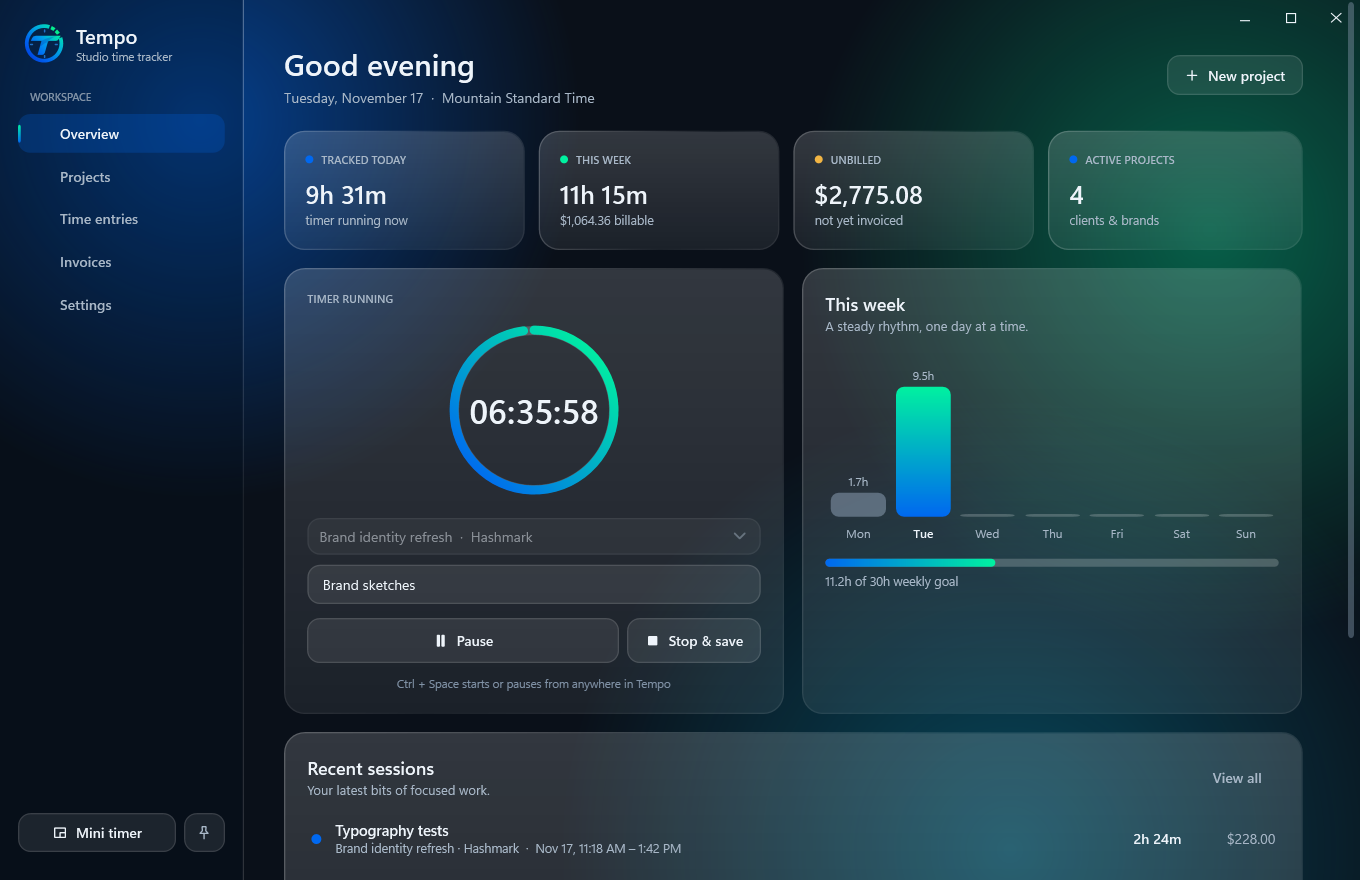 Tempo
Studio time tracker
WORKSPACE
Overview
Projects
Time entries
Invoices
Settings
Mini timer
Good evening
Tuesday, November 17 · Mountain Standard Time
New project
TRACKED TODAY
9h 31m
timer running now
THIS WEEK
11h 15m
$1,064.36 billable
UNBILLED
$2,775.08
not yet invoiced
ACTIVE PROJECTS
4
clients & brands
TIMER RUNNING
06:35:58
Brand identity refresh · Hashmark
Brand sketches
Pause
Stop & save
Ctrl + Space starts or pauses from anywhere in Tempo
This week
A steady rhythm, one day at a time.
9.5h
1.7h
Mon Tue Wed Thu Fri Sat Sun
11.2h of 30h weekly goal
Recent sessions
Your latest bits of focused work.
View all
Typography tests
Brand identity refresh · Hashmark · Nov 17, 11:18 AM – 1:42 PM
2h 24m
$228.00